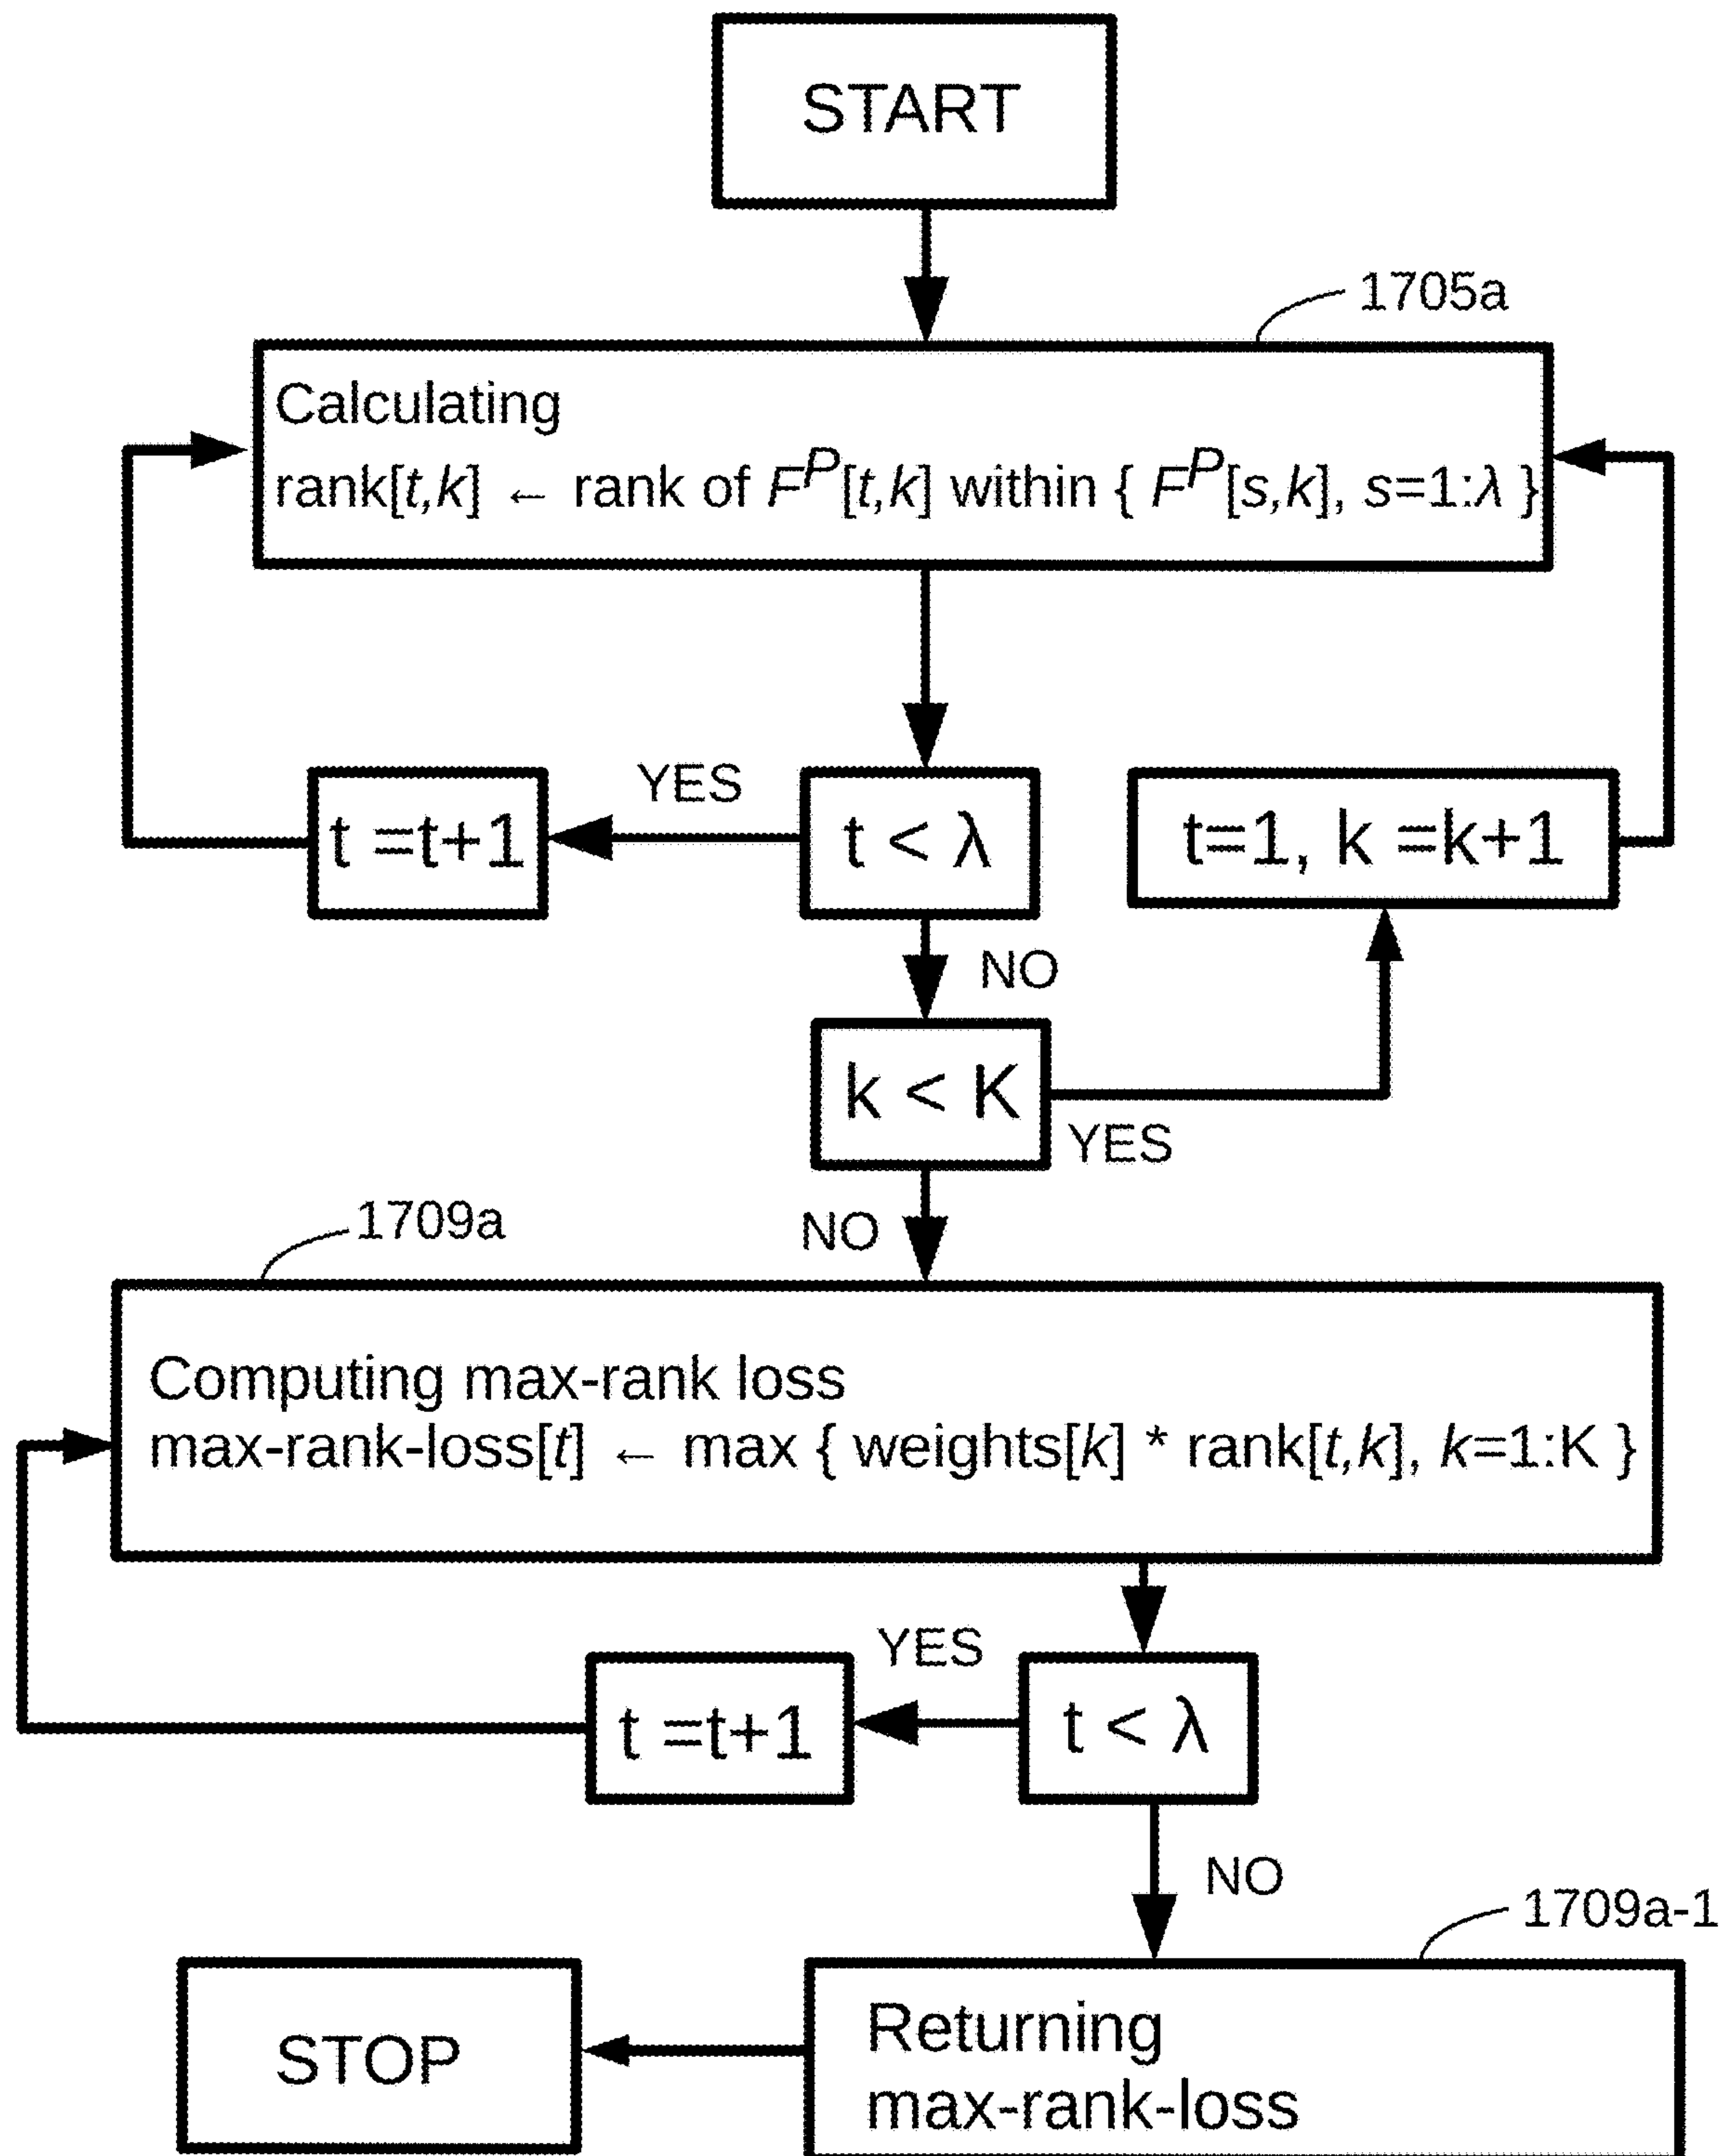 START
1705a
Calculating
rank[t,k] ← rank of F^P[t,k] within { F^P[s,k], s=1:λ }
YES
t =t+1
t < λ
t=1, k =k+1
NO
k < K
YES
1709a
NO
Computing max-rank loss
max-rank-loss[t] ← max { weights[k] * rank[t,k], k=1:K }
YES
t =t+1
t < λ
NO
1709a-1
STOP
Returning
max-rank-loss